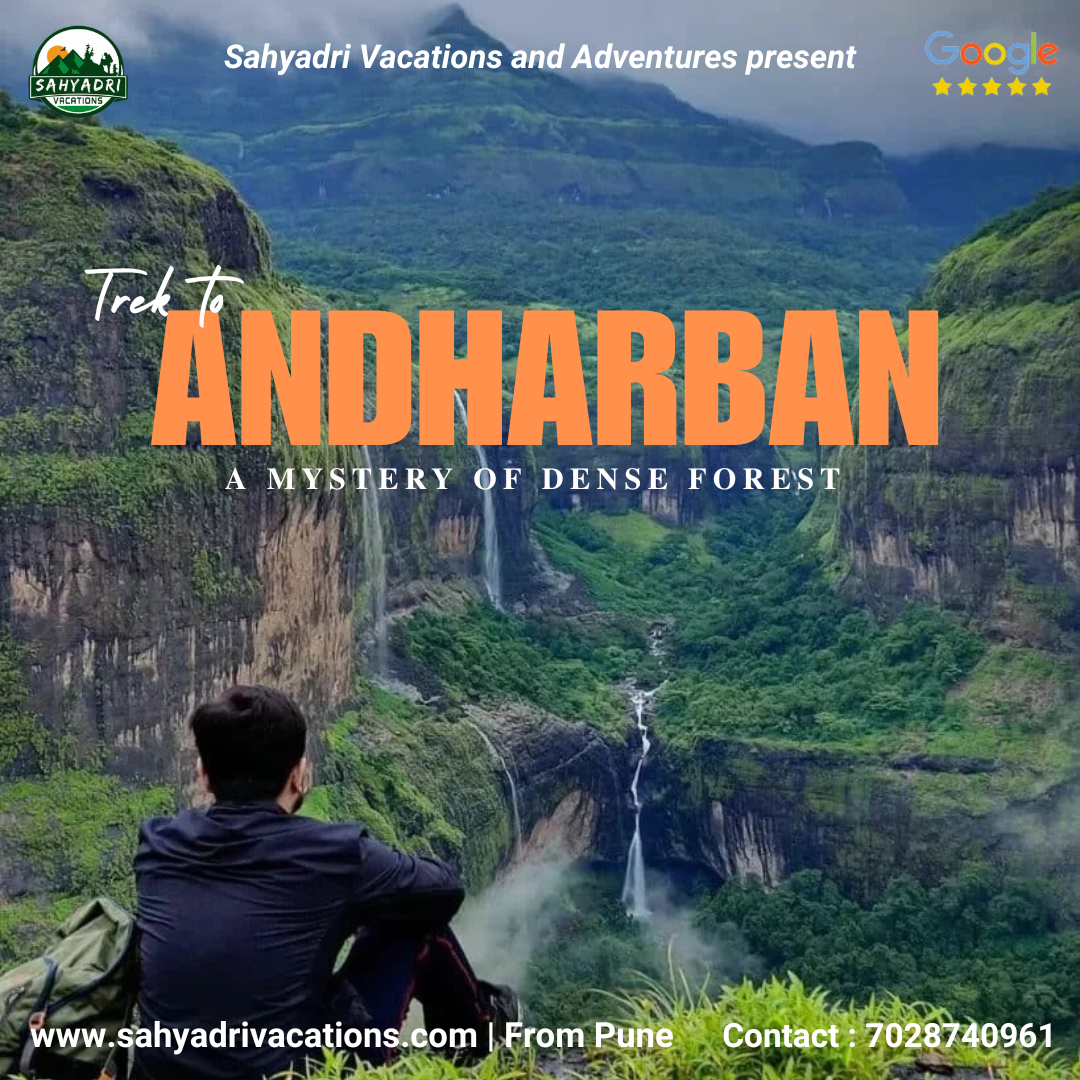 SAHYADRI
VACATIONS
Sahyadri Vacations and Adventures present
Google
Trek to
ANDHARBAN
A MYSTERY OF DENSE FOREST
www.sahyadrivacations.com | From Pune
Contact : 7028740961